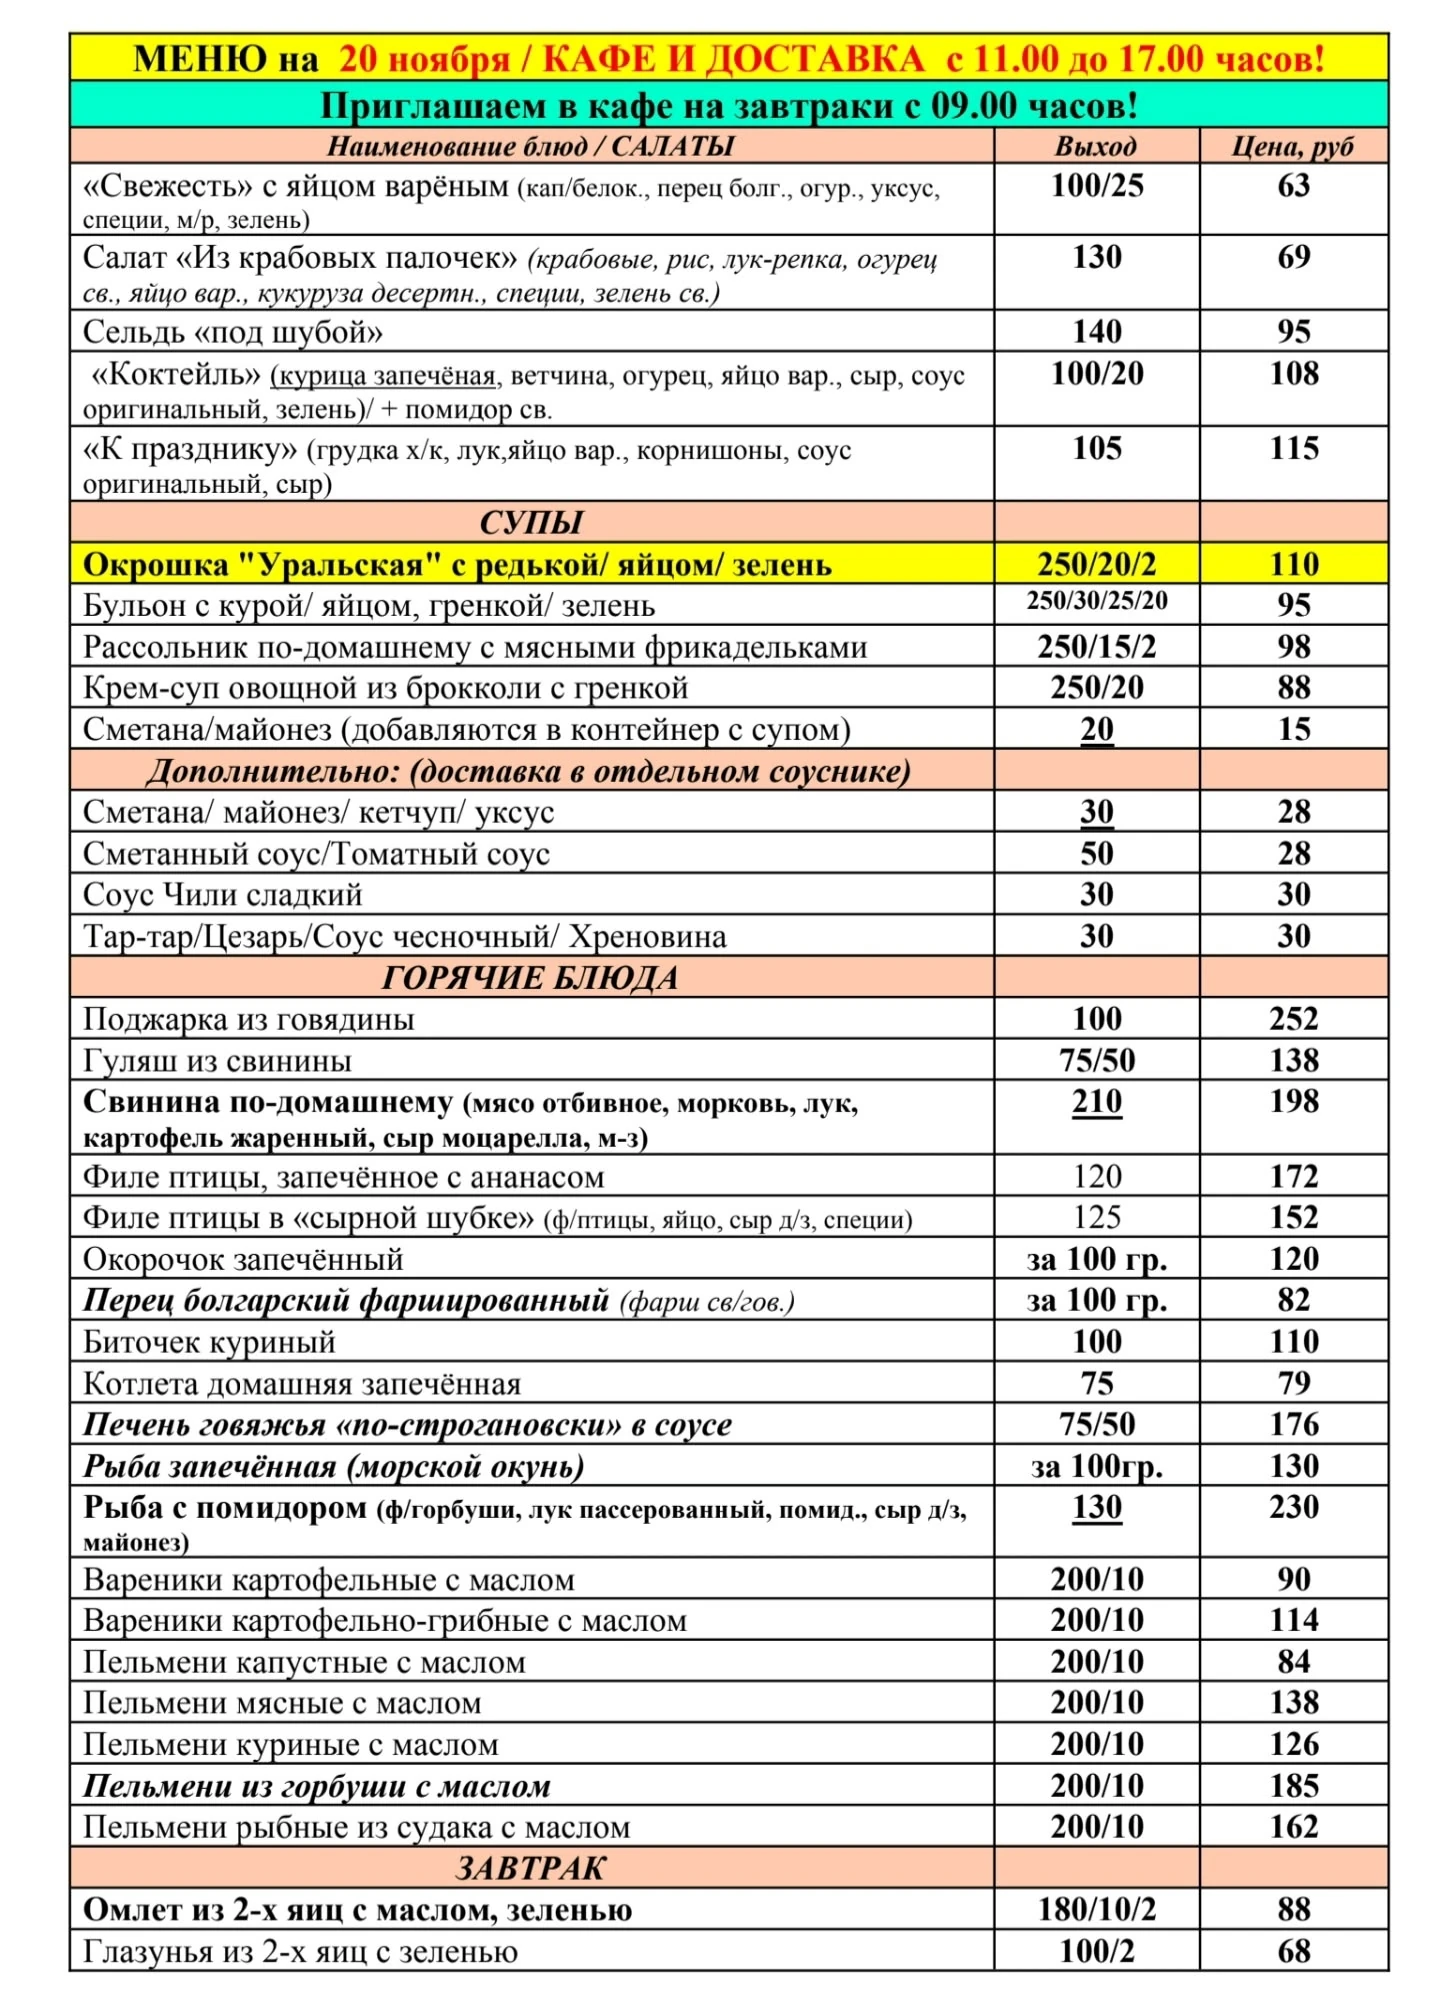 МЕНЮ на 20 ноября / КАФЕ И ДОСТАВКА с 11.00 до 17.00 часов!
Приглашаем в кафе на завтраки с 09.00 часов!
Наименование блюд / САЛАТЫ Выход Цена, руб
«Свежесть» с яйцом варёным (кап/белок., перец болг., огур., уксус, 100/25 63
специи, м/р, зелень)
Салат «Из крабовых палочек» (крабовые, рис, лук-репка, огурец 130 69
св., яйцо вар., кукуруза десертн., специи, зелень св.)
Сельдь «под шубой» 140 95
«Коктейль» (курица запечёная, ветчина, огурец, яйцо вар., сыр, соус 100/20 108
оригинальный, зелень)/ + помидор св.
«К празднику» (грудка х/к, лук,яйцо вар., корнишоны, соус 105 115
оригинальный, сыр)
СУПЫ
Окрошка "Уральская" с редькой/ яйцом/ зелень 250/20/2 110
Бульон с курой/ яйцом, гренкой/ зелень 250/30/25/20 95
Рассольник по-домашнему с мясными фрикадельками 250/15/2 98
Крем-суп овощной из брокколи с гренкой 250/20 88
Сметана/майонез (добавляются в контейнер с супом) 20 15
Дополнительно: (доставка в отдельном соуснике)
Сметана/ майонез/ кетчуп/ уксус 30 28
Сметанный соус/Томатный соус 50 28
Соус Чили сладкий 30 30
Тар-тар/Цезарь/Соус чесночный/ Хреновина 30 30
ГОРЯЧИЕ БЛЮДА
Поджарка из говядины 100 252
Гуляш из свинины 75/50 138
Свинина по-домашнему (мясо отбивное, морковь, лук, 210 198
картофель жаренный, сыр моцарелла, м-з)
Филе птицы, запечённое с ананасом 120 172
Филе птицы в «сырной шубке» (ф/птицы, яйцо, сыр д/з, специи) 125 152
Окорочок запечённый за 100 гр. 120
Перец болгарский фаршированный (фарш св/гов.) за 100 гр. 82
Биточек куриный 100 110
Котлета домашняя запечённая 75 79
Печень говяжья «по-строгановски» в соусе 75/50 176
Рыба запечённая (морской окунь) за 100гр. 130
Рыба с помидором (ф/горбуши, лук пассерованный, помид., сыр д/з, 130 230
майонез)
Вареники картофельные с маслом 200/10 90
Вареники картофельно-грибные с маслом 200/10 114
Пельмени капустные с маслом 200/10 84
Пельмени мясные с маслом 200/10 138
Пельмени куриные с маслом 200/10 126
Пельмени из горбуши с маслом 200/10 185
Пельмени рыбные из судака с маслом 200/10 162
ЗАВТРАК
Омлет из 2-х яиц с маслом, зеленью 180/10/2 88
Глазунья из 2-х яиц с зеленью 100/2 68